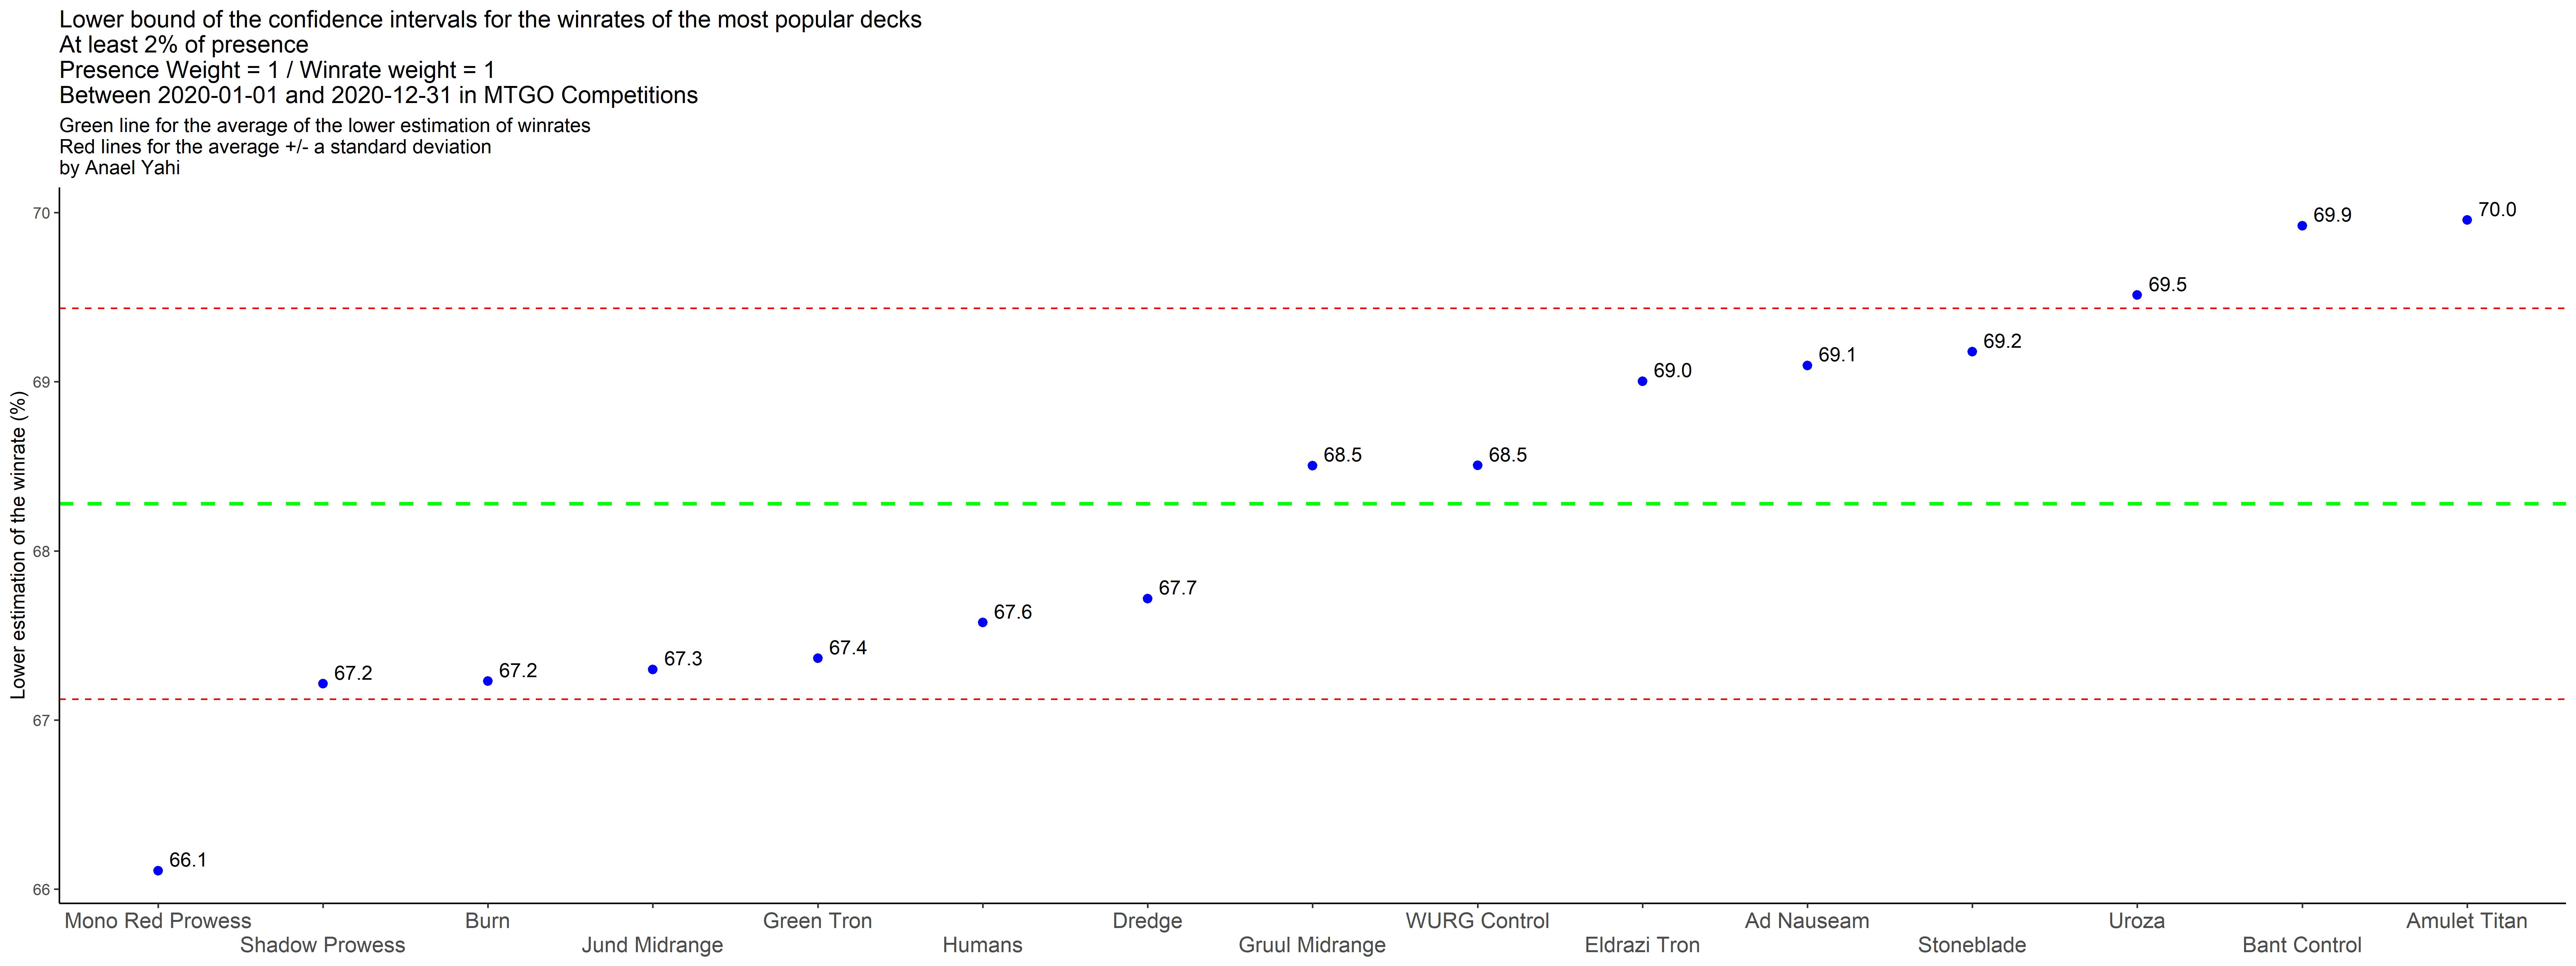 Lower bound of the confidence intervals for the winrates of the most popular decks
At least 2% of presence
Presence Weight = 1 / Winrate weight = 1
Between 2020-01-01 and 2020-12-31 in MTGO Competitions
Green line for the average of the lower estimation of winrates
Red lines for the average +/- a standard deviation
by Anael Yahi
Lower estimation of the winrate (%)
70
69
68
67
66
66.1
67.2
67.2
67.3
67.4
67.6
67.7
68.5
68.5
69.0
69.1
69.2
69.5
69.9
70.0
Mono Red Prowess
Shadow Prowess
Burn
Jund Midrange
Green Tron
Humans
Dredge
Gruul Midrange
WURG Control
Eldrazi Tron
Ad Nauseam
Stoneblade
Uroza
Bant Control
Amulet Titan